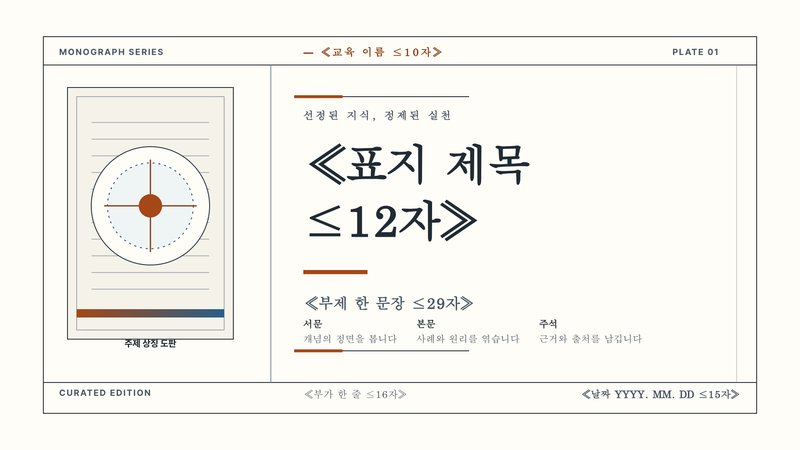 MONOGRAPH SERIES
— 《교육 이름 ≤10자》
PLATE 01
선정된 지식, 정제된 실천
《표지 제목
≤12자》
《부제 한 문장 ≤29자》
서문
본문
주석
개념의 정면을 봅니다
사례와 원리를 엮습니다
근거와 출처를 남깁니다
주제 상징 도판
CURATED EDITION
《부가 한 줄 ≤16자》
《날짜 YYYY. MM. DD ≤15자》